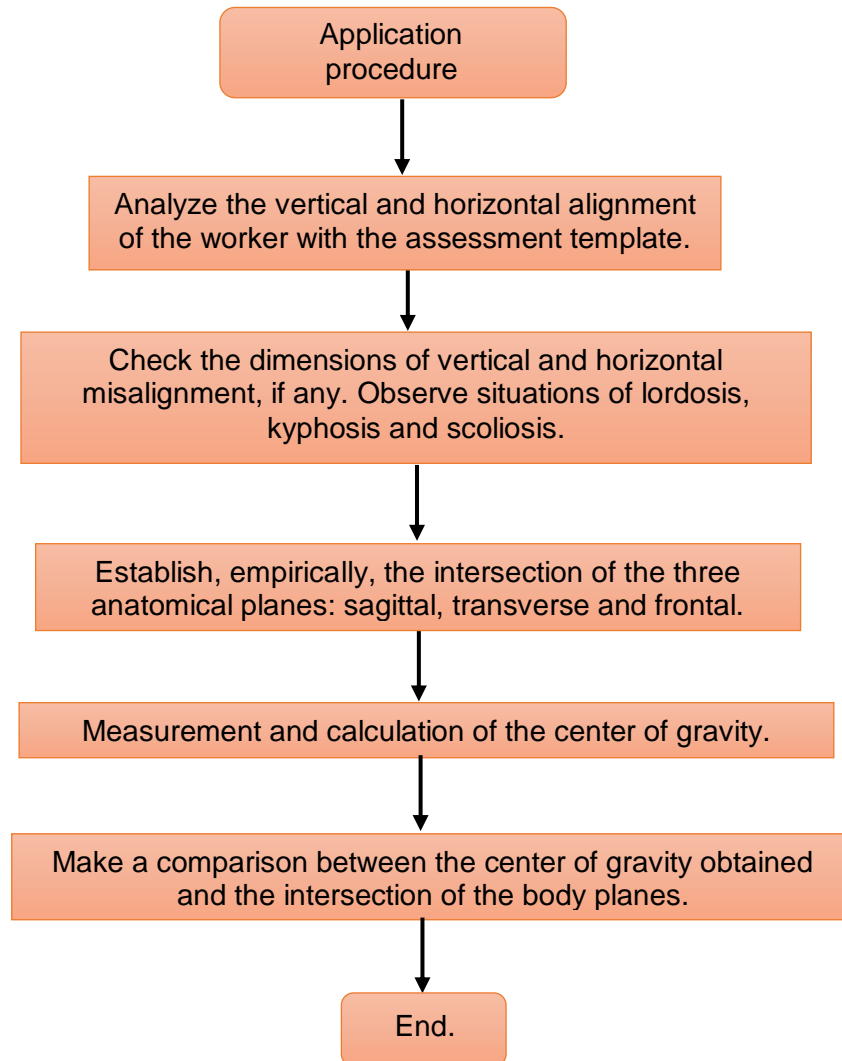 Application
procedure
Analyze the vertical and horizontal alignment
of the worker with the assessment template.
Check the dimensions of vertical and horizontal
misalignment, if any. Observe situations of lordosis,
kyphosis and scoliosis.
Establish, empirically, the intersection of the three
anatomical planes: sagittal, transverse and frontal.
Measurement and calculation of the center of gravity.
Make a comparison between the center of gravity obtained
and the intersection of the body planes.
End.